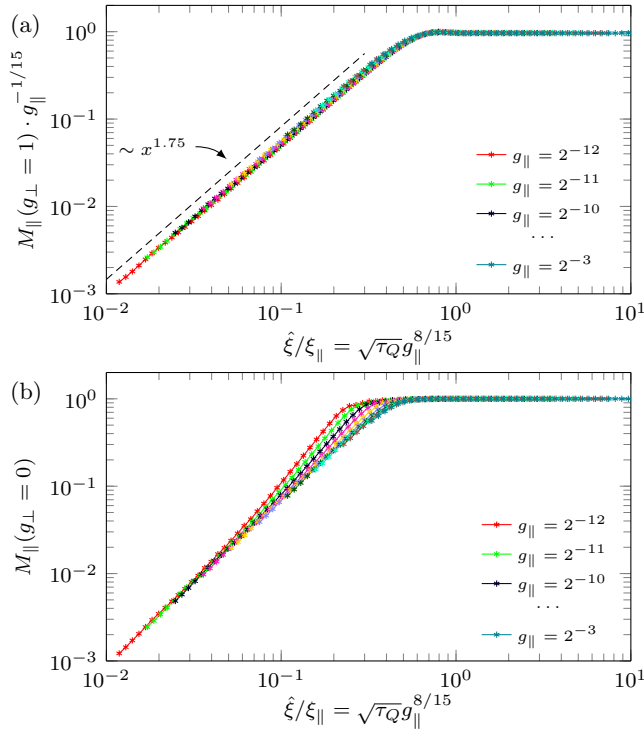 (a)
10^0
10^{-1}
10^{-2}
10^{-3}
M_∥(g_⊥ = 1) · g_∥^{-1/15}
∼ x^{1.75}
g_∥ = 2^{-12}
g_∥ = 2^{-11}
g_∥ = 2^{-10}
· · ·
g_∥ = 2^{-3}
10^{-2} 10^{-1} 10^0 10^1
ξ̂/ξ_∥ = √τ_Q g_∥^{8/15}
(b)
10^0
10^{-1}
10^{-2}
10^{-3}
M_∥(g_⊥ = 0)
g_∥ = 2^{-12}
g_∥ = 2^{-11}
g_∥ = 2^{-10}
· · ·
g_∥ = 2^{-3}
10^{-2} 10^{-1} 10^0 10^1
ξ̂/ξ_∥ = √τ_Q g_∥^{8/15}